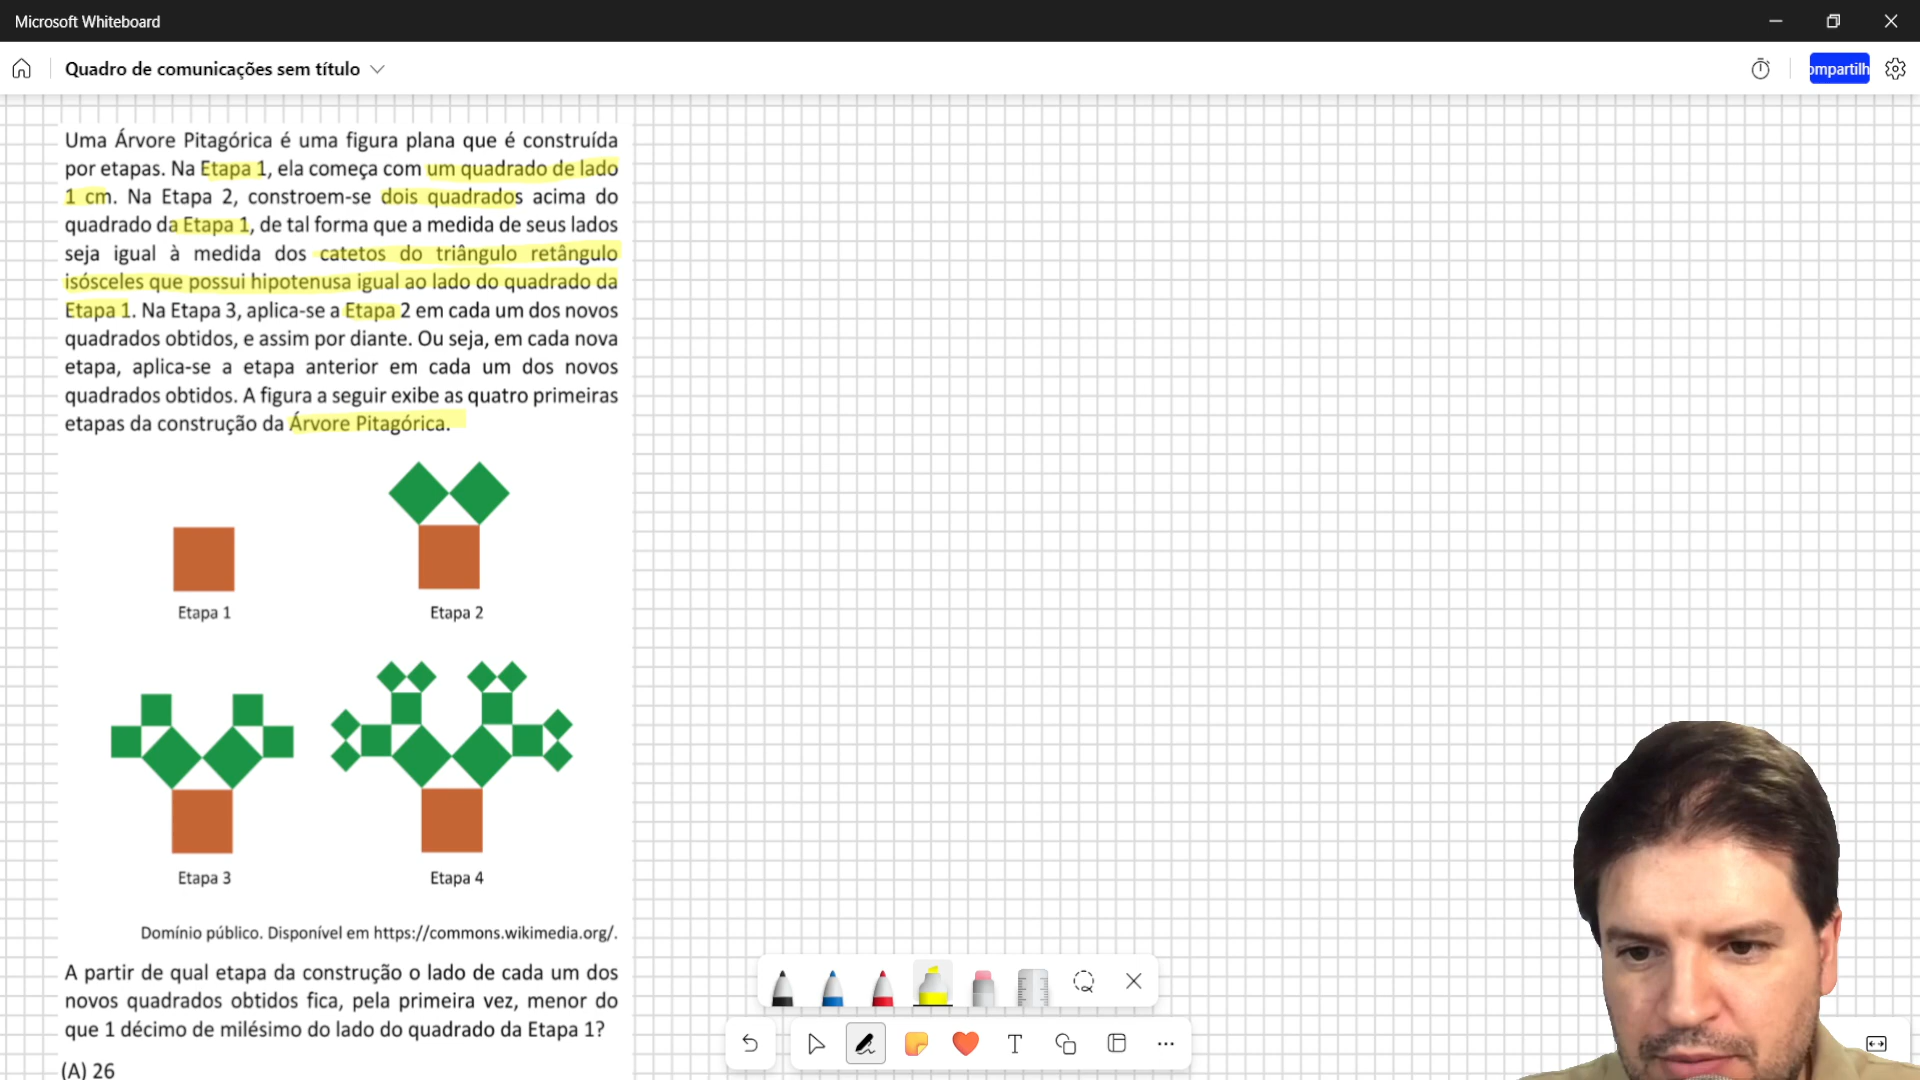 Microsoft Whiteboard
Quadro de comunicações sem título
ompartilh
Uma Árvore Pitagórica é uma figura plana que é construída
por etapas. Na Etapa 1, ela começa com um quadrado de lado
1 cm. Na Etapa 2, constroem-se dois quadrados acima do
quadrado da Etapa 1, de tal forma que a medida de seus lados
seja igual à medida dos catetos do triângulo retângulo
isósceles que possui hipotenusa igual ao lado do quadrado da
Etapa 1. Na Etapa 3, aplica-se a Etapa 2 em cada um dos novos
quadrados obtidos, e assim por diante. Ou seja, em cada nova
etapa, aplica-se a etapa anterior em cada um dos novos
quadrados obtidos. A figura a seguir exibe as quatro primeiras
etapas da construção da Árvore Pitagórica.
Etapa 1
Etapa 2
Etapa 3
Etapa 4
Domínio público. Disponível em https://commons.wikimedia.org/.
A partir de qual etapa da construção o lado de cada um dos
novos quadrados obtidos fica, pela primeira vez, menor do
que 1 décimo de milésimo do lado do quadrado da Etapa 1?
(A) 26